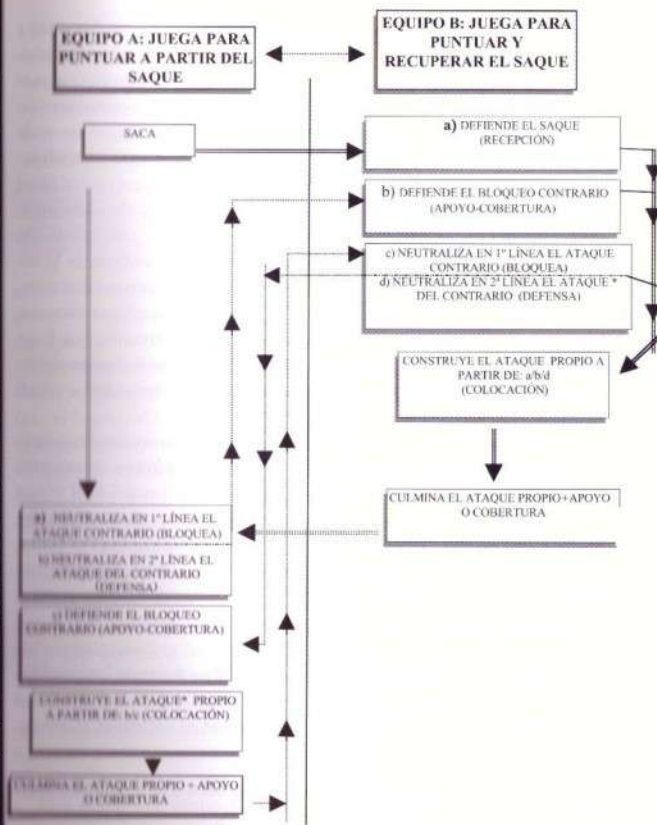 EQUIPO A: JUEGA PARA
PUNTUAR A PARTIR DEL
SAQUE
EQUIPO B: JUEGA PARA
PUNTUAR Y
RECUPERAR EL SAQUE
SACA
a) DEFIENDE EL SAQUE
(RECEPCIÓN)
b) DEFIENDE EL BLOQUEO CONTRARIO
(APOYO-COBERTURA)
c) NEUTRALIZA EN 1ª LÍNEA EL ATAQUE
CONTRARIO (BLOQUEA)
d) NEUTRALIZA EN 2ª LÍNEA EL ATAQUE *
DEL CONTRARIO (DEFENSA)
CONSTRUYE EL ATAQUE PROPIO A
PARTIR DE: a/b/d
(COLOCACIÓN)
CULMINA EL ATAQUE PROPIO+APOYO
O COBERTURA
a) NEUTRALIZA EN 1ª LÍNEA EL
ATAQUE CONTRARIO (BLOQUEA)
b) NEUTRALIZA EN 2ª LÍNEA EL
ATAQUE DEL CONTRARIO
(DEFENSA)
c) DEFIENDE EL BLOQUEO
CONTRARIO (APOYO-COBERTURA)
CONSTRUYE EL ATAQUE* PROPIO
A PARTIR DE: b/c (COLOCACIÓN)
CULMINA EL ATAQUE PROPIO + APOYO
O COBERTURA